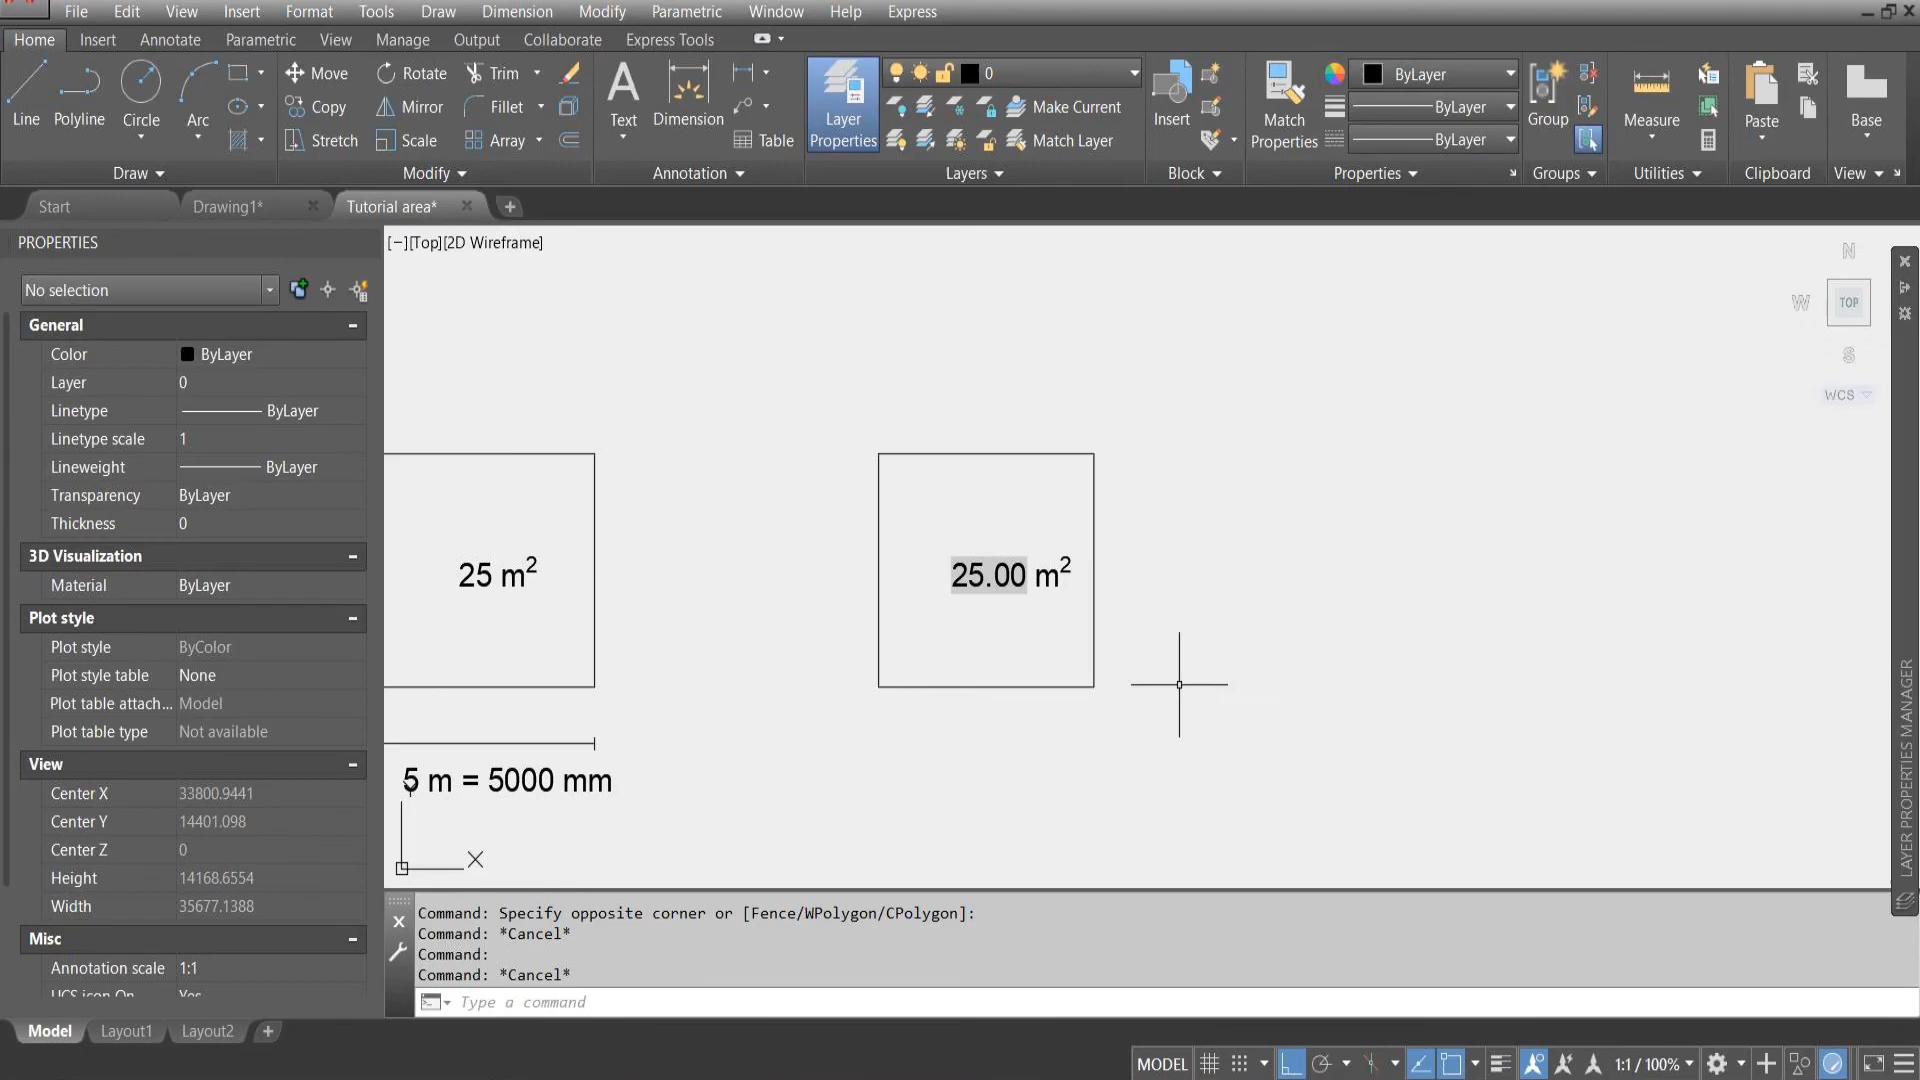 File Edit View Insert Format Tools Draw Dimension Modify Parametric Window Help Express
Home Insert Annotate Parametric View Manage Output Collaborate Express Tools
Line Polyline Circle Arc
Move Rotate Trim
Copy Mirror Fillet
Stretch Scale Array
Text Dimension Table
Layer Properties
0
Make Current
Match Layer
Insert
Match Properties
ByLayer
ByLayer
ByLayer
Group
Measure
Paste
Base
Draw Modify Annotation Layers Block Properties Groups Utilities Clipboard View
Start Drawing1* Tutorial area*
PROPERTIES
[−][Top][2D Wireframe]
No selection
General
Color ByLayer
Layer 0
Linetype ByLayer
Linetype scale 1
Lineweight ByLayer
Transparency ByLayer
Thickness 0
3D Visualization
Material ByLayer
Plot style
Plot style ByColor
Plot style table None
Plot table attach... Model
Plot table type Not available
View
Center X 33800.9441
Center Y 14401.098
Center Z 0
Height 14168.6554
Width 35677.1388
Misc
Annotation scale 1:1
UCS icon On Yes
N
W TOP
S
WCS
25 m²
25.00 m²
5 m = 5000 mm
Y
X
LAYER PROPERTIES MANAGER
Command: Specify opposite corner or [Fence/WPolygon/CPolygon]:
Command: *Cancel*
Command:
Command: *Cancel*
Type a command
Model Layout1 Layout2
MODEL 1:1 / 100%